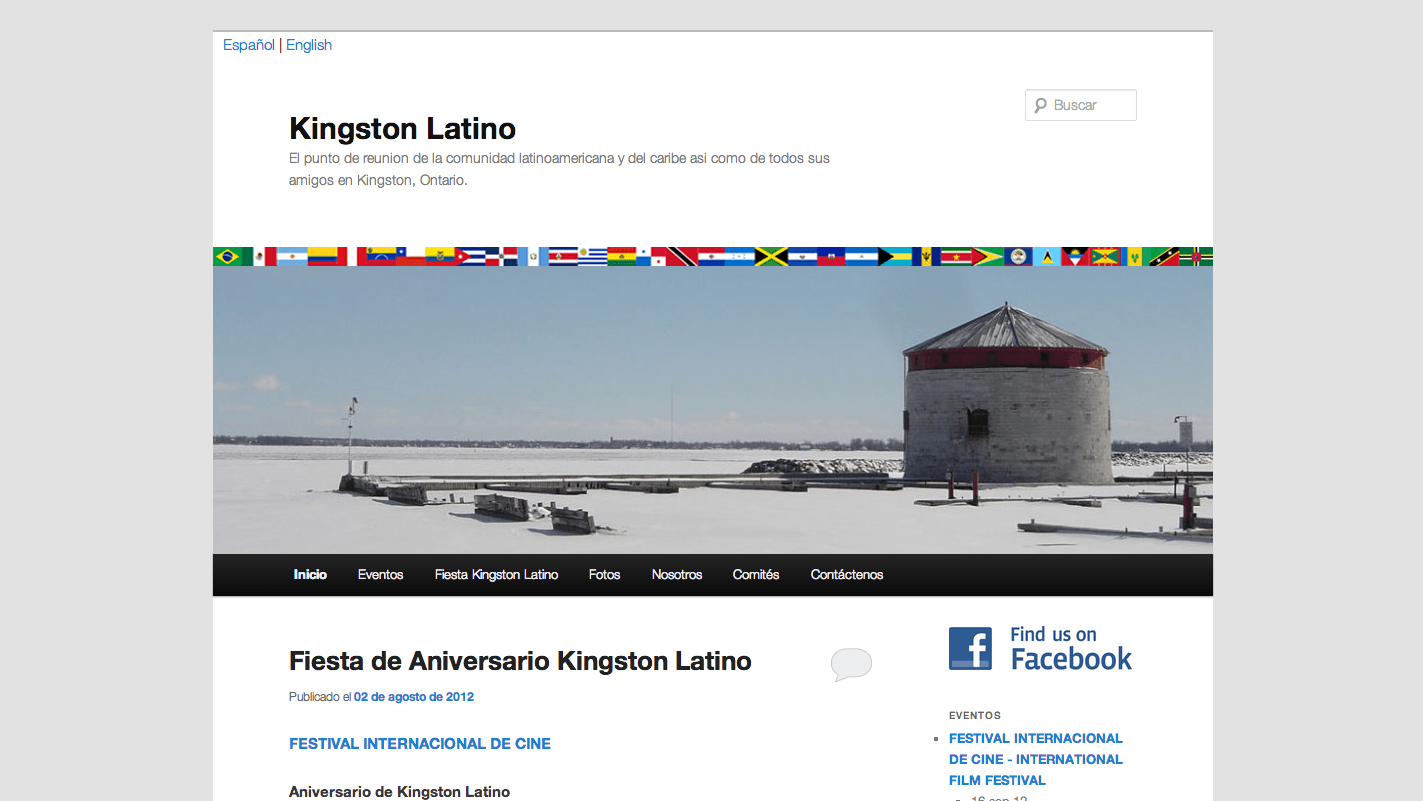 Español | English
Buscar
Kingston Latino
El punto de reunion de la comunidad latinoamericana y del caribe asi como de todos sus
amigos en Kingston, Ontario.
Inicio Eventos Fiesta Kingston Latino Fotos Nosotros Comités Contáctenos
Fiesta de Aniversario Kingston Latino
Publicado el 02 de agosto de 2012
FESTIVAL INTERNACIONAL DE CINE
Aniversario de Kingston Latino
f Find us on
Facebook
EVENTOS
FESTIVAL INTERNACIONAL
DE CINE - INTERNATIONAL
FILM FESTIVAL
16 sep 12